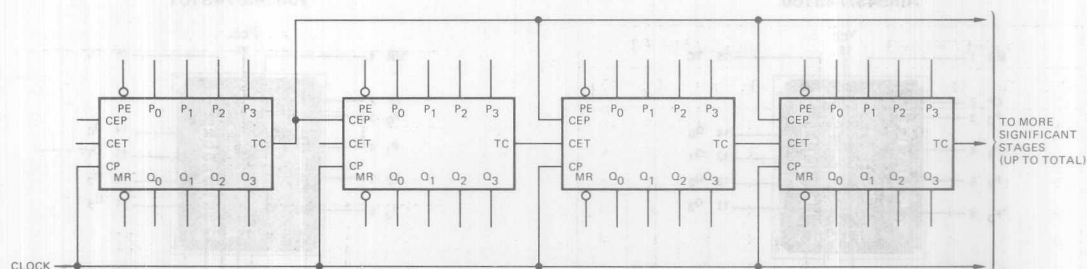 PE P0 P1 P2 P3
CEP
CET
TC
CP
MR Q0 Q1 Q2 Q3
PE P0 P1 P2 P3
CEP
CET
TC
CP
MR Q0 Q1 Q2 Q3
PE P0 P1 P2 P3
CEP
CET
TC
CP
MR Q0 Q1 Q2 Q3
PE P0 P1 P2 P3
CEP
CET
TC
CP
MR Q0 Q1 Q2 Q3
TO MORE
SIGNIFICANT
STAGES
(UP TO TOTAL)
CLOCK